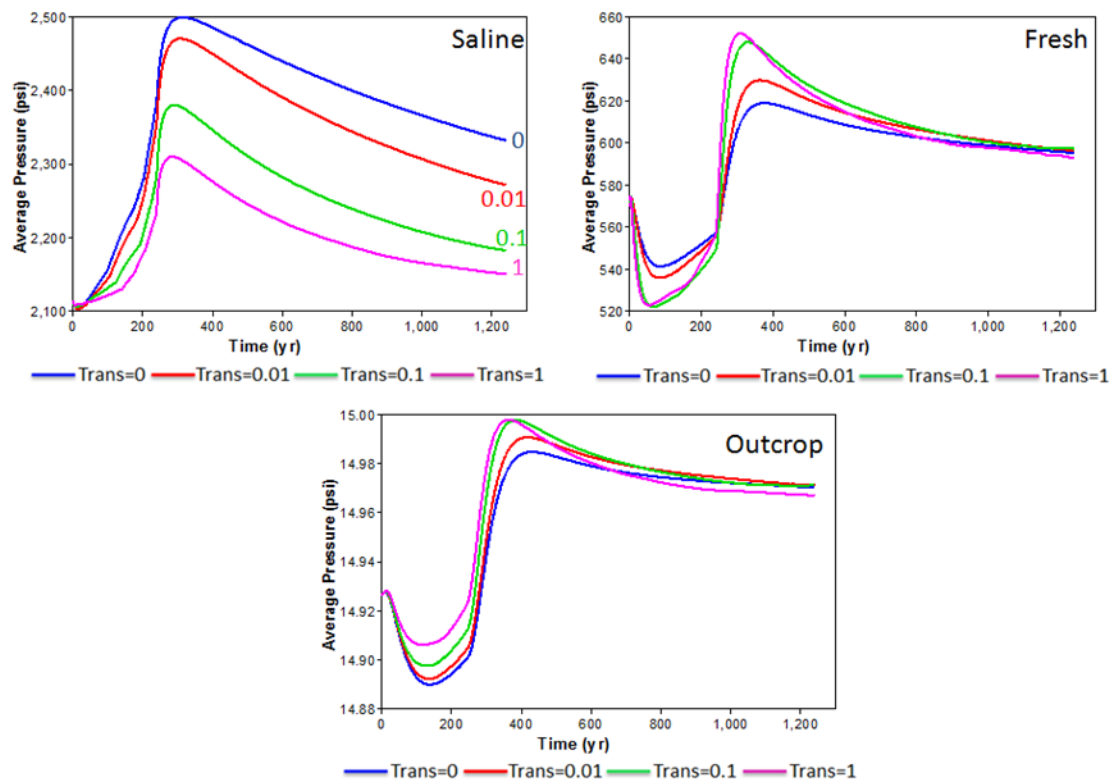 Saline
2,500
2,400
2,300
2,200
2,100
Average Pressure (psi)
0
0.01
0.1
1
0 200 400 600 800 1,000 1,200
Time (yr)
Trans=0 Trans=0.01 Trans=0.1 Trans=1
Fresh
660
640
620
600
580
560
540
520
Average Pressure (psi)
0 200 400 600 800 1,000 1,200
Time (yr)
Trans=0 Trans=0.01 Trans=0.1 Trans=1
Outcrop
15.00
14.98
14.96
14.94
14.92
14.90
14.88
Average Pressure (psi)
0 200 400 600 800 1,000 1,200
Time (yr)
Trans=0 Trans=0.01 Trans=0.1 Trans=1